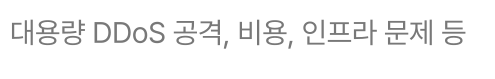 대용량 DDoS 공격, 비용, 인프라 문제 등